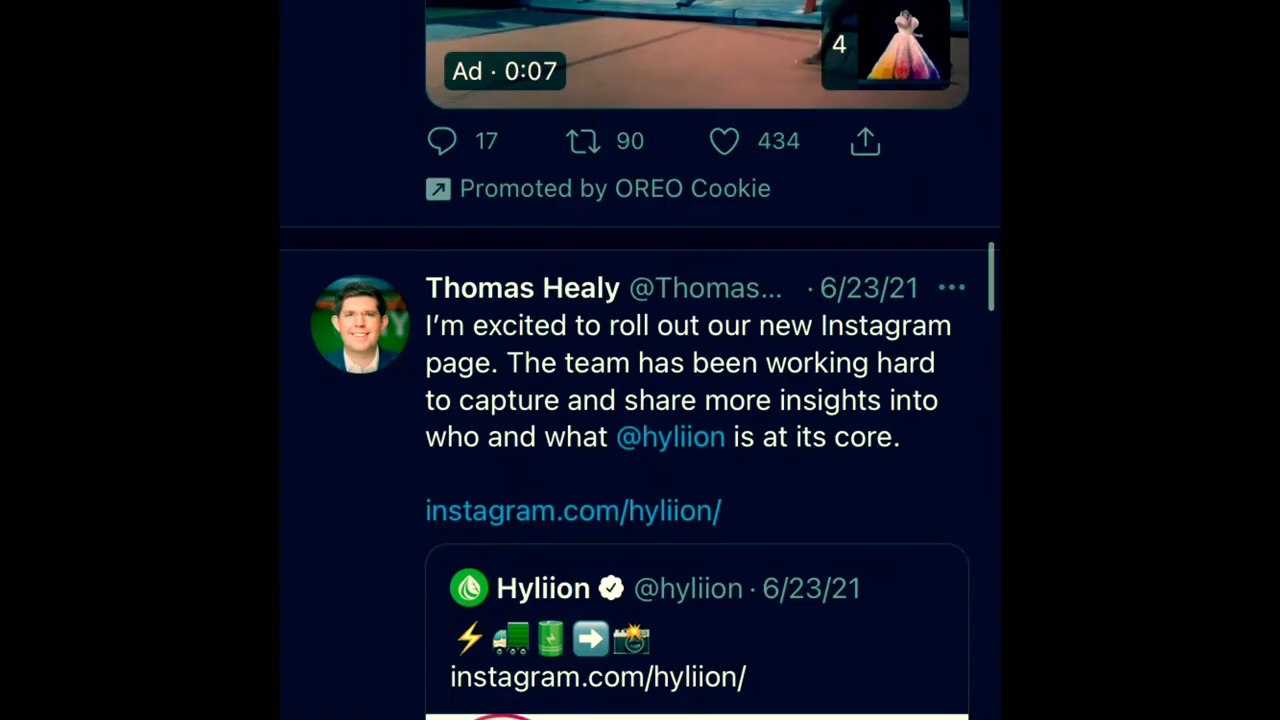 4
Ad · 0:07
17 90 434
Promoted by OREO Cookie
Thomas Healy @Thomas... · 6/23/21
I’m excited to roll out our new Instagram
page. The team has been working hard
to capture and share more insights into
who and what @hyliion is at its core.
instagram.com/hyliion/
Hyliion @hyliion · 6/23/21
⚡🚛🔋➡️📸
instagram.com/hyliion/